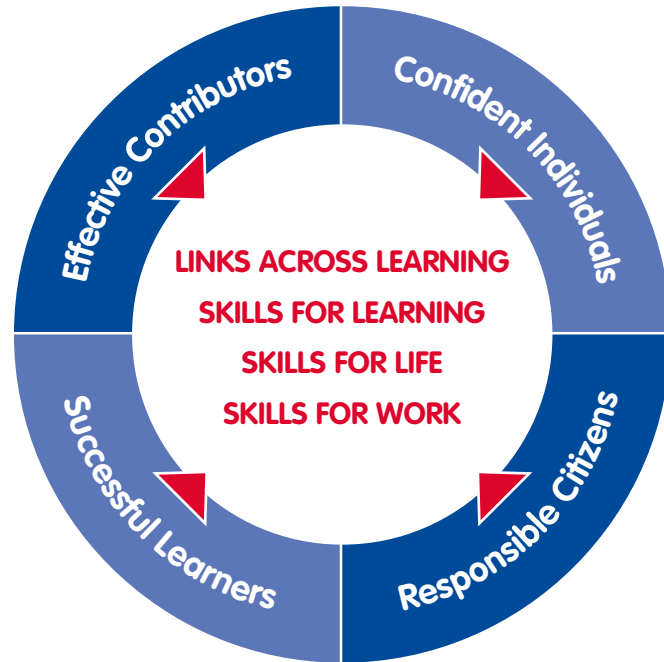 Effective Contributors
Confident Individuals
LINKS ACROSS LEARNING
SKILLS FOR LEARNING
SKILLS FOR LIFE
SKILLS FOR WORK
Successful Learners
Responsible Citizens